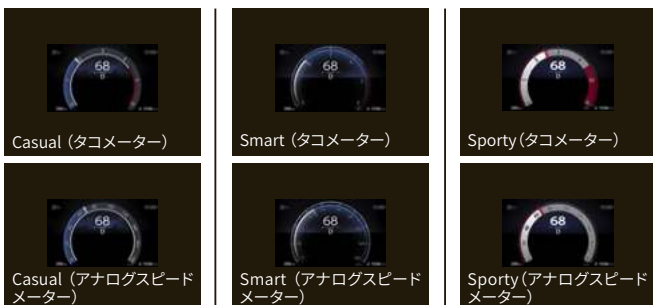 68
D
Casual (タコメーター)
68
D
Smart (タコメーター)
68
D
Sporty(タコメーター)
68
D
Casual (アナログスピード
メーター)
68
D
Smart (アナログスピード
メーター)
68
D
Sporty(アナログスピード
メーター)